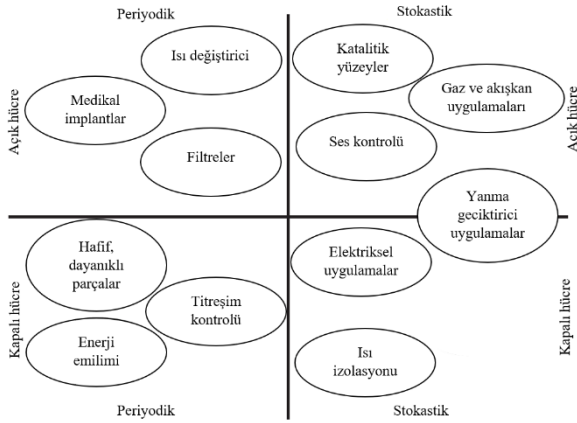 Periyodik
Stokastik
Açık hücre
Isı değiştirici
Medikal
implantlar
Filtreler
Katalitik
yüzeyler
Gaz ve akışkan
uygulamaları
Ses kontrolü
Açık hücre
Yanma
geciktirici
uygulamalar
Kapalı hücre
Hafif,
dayanıklı
parçalar
Titreşim
kontrolü
Enerji
emilimi
Elektriksel
uygulamalar
Isı
izolasyonu
Kapalı hücre
Periyodik
Stokastik